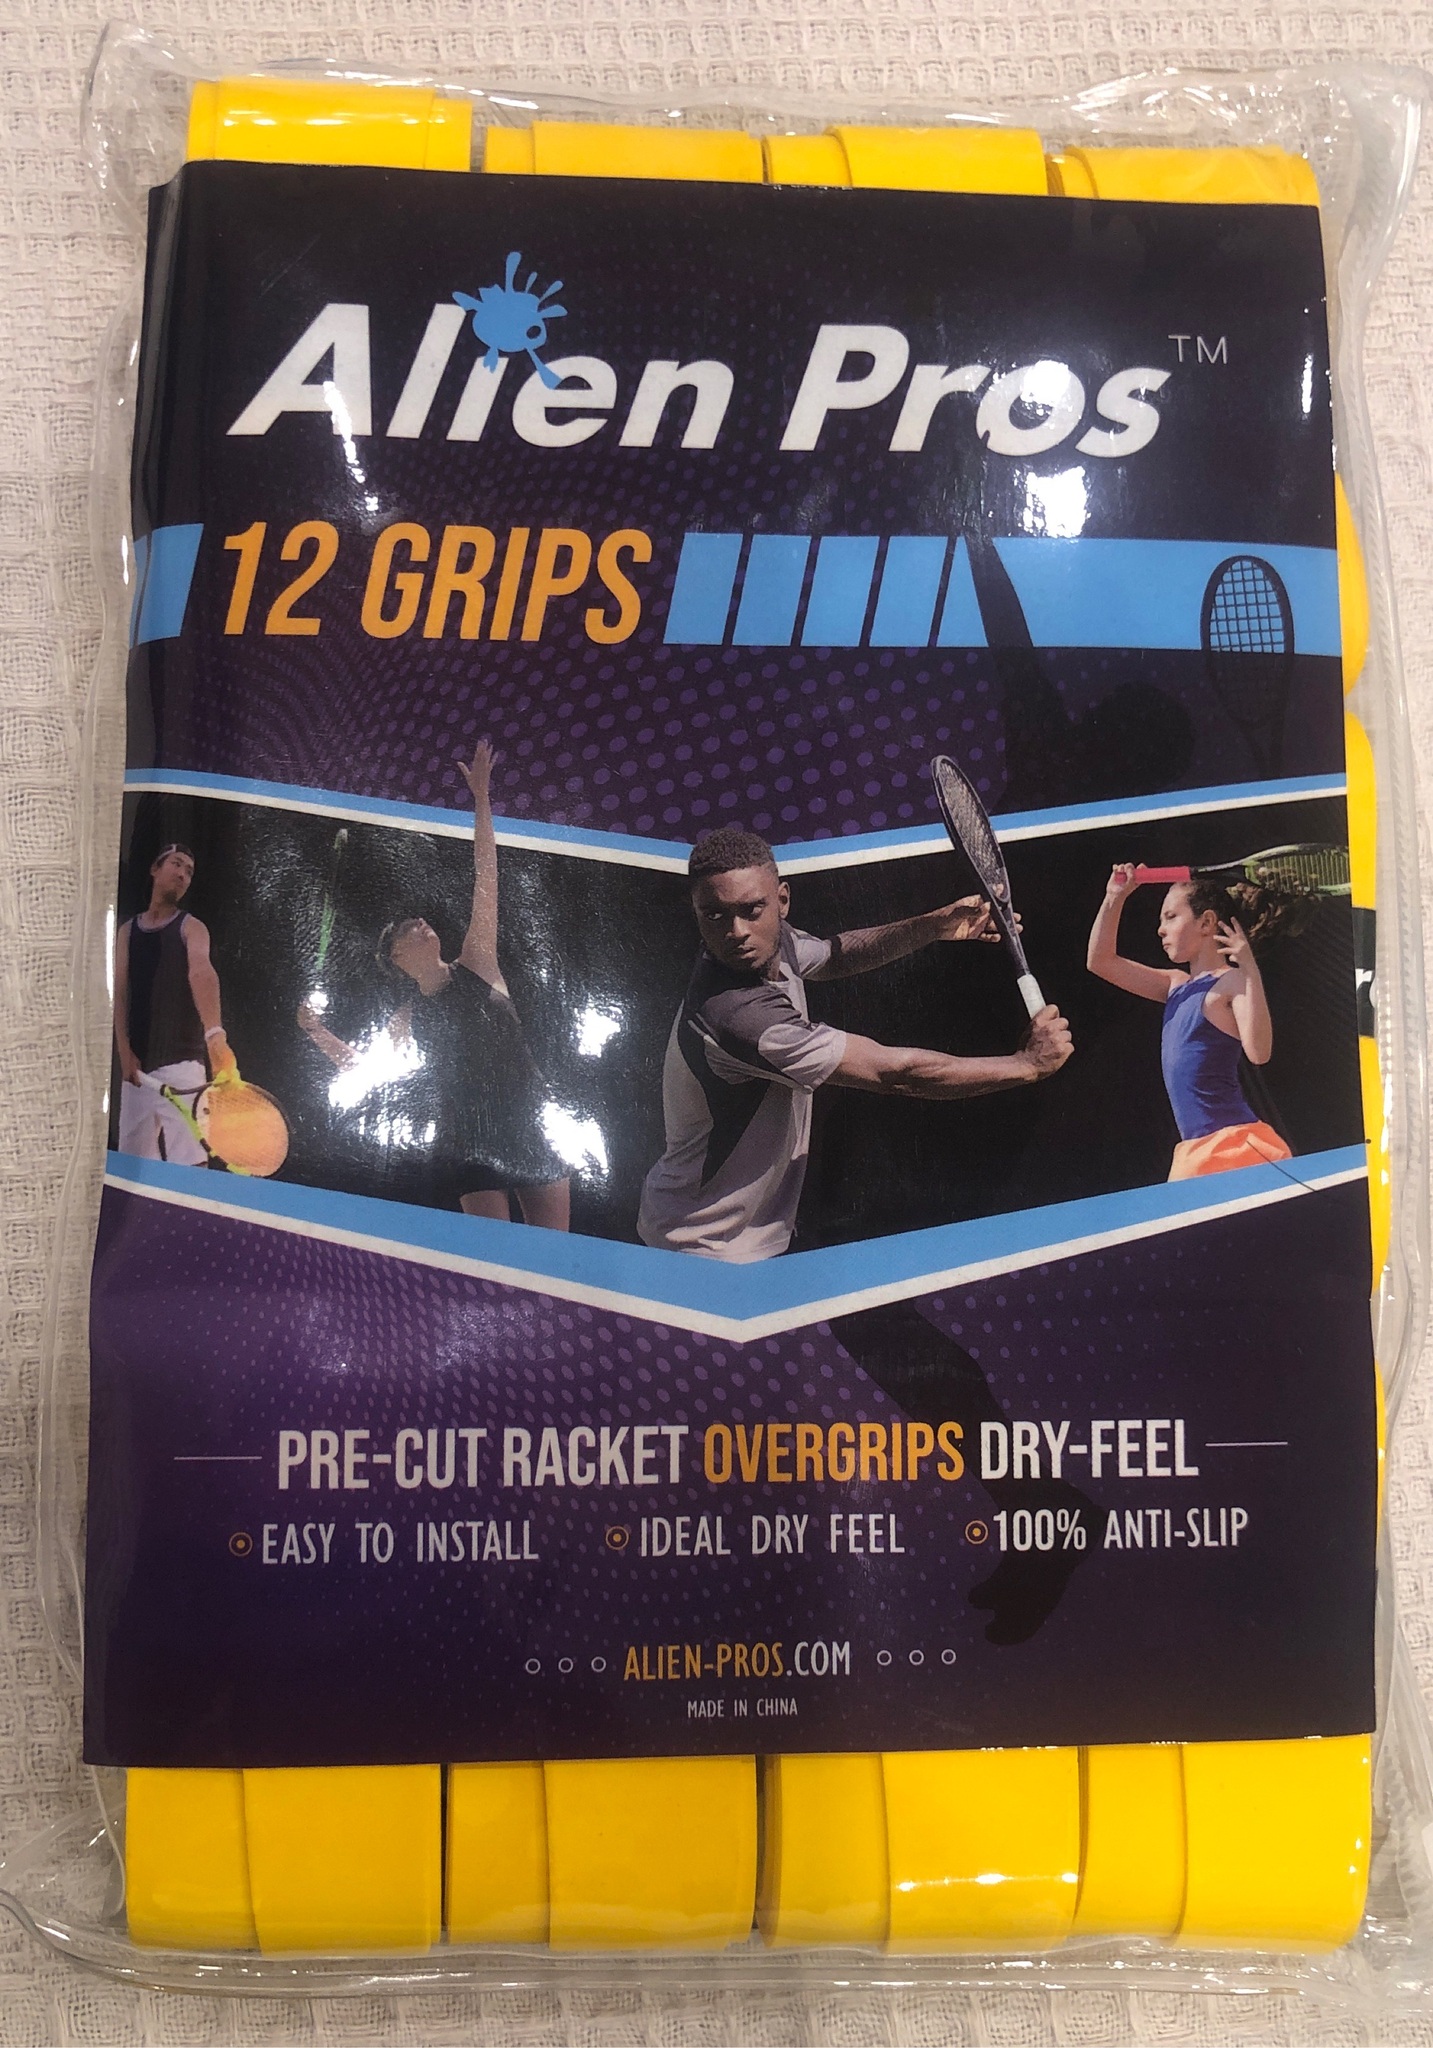 Alien Pros™
12 GRIPS
PRE-CUT RACKET OVERGRIPS DRY-FEEL
EASY TO INSTALL IDEAL DRY FEEL 100% ANTI-SLIP
ALIEN-PROS.COM
MADE IN CHINA